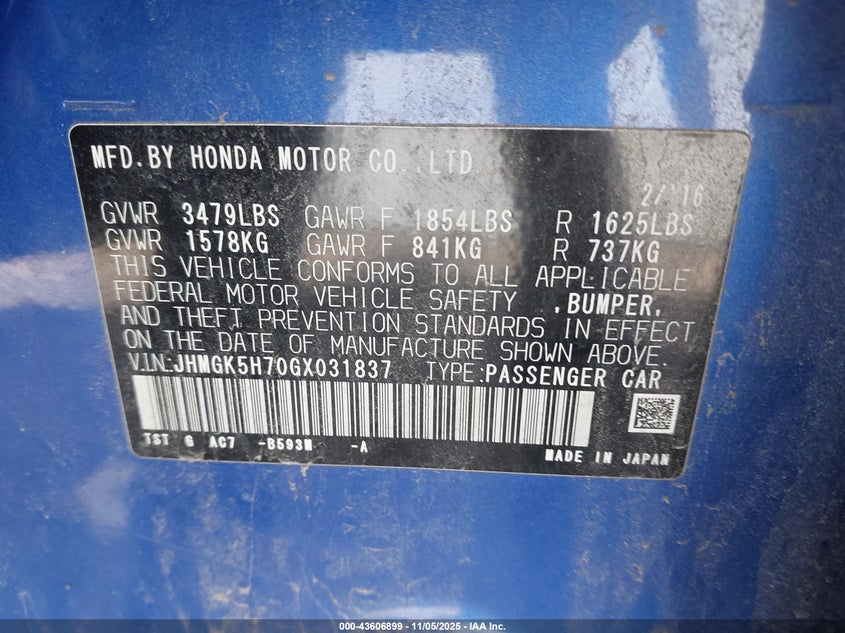 MFD.BY HONDA MOTOR CO.,LTD.
2/'16
GVWR 3479LBS GAWR F 1854LBS R 1625LBS
GVWR 1578KG GAWR F 841KG R 737KG
THIS VEHICLE CONFORMS TO ALL APPLICABLE
FEDERAL MOTOR VEHICLE SAFETY ,BUMPER,
AND THEFT PREVENTION STANDARDS IN EFFECT
ON THE DATE OF MANUFACTURE SHOWN ABOVE.
VIN:JHMGK5H70GX031837 TYPE:PASSENGER CAR
TST G AC7 -B593M -A
MADE IN JAPAN
000-43606899 - 11/05/2025 - IAA Inc.